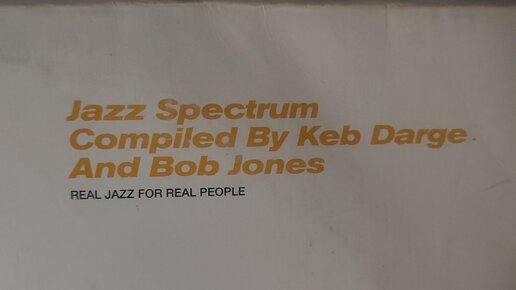 Jazz Spectrum
Compiled By Keb Darge
And Bob Jones
REAL JAZZ FOR REAL PEOPLE